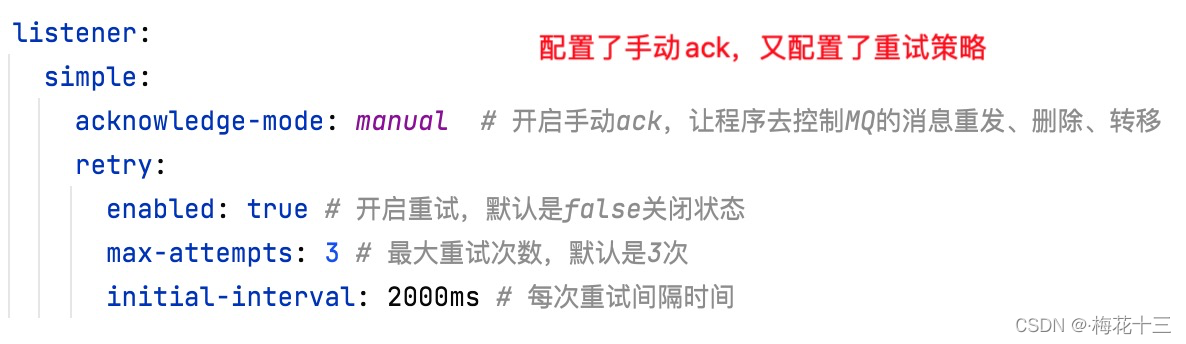 listener:
配置了手动ack，又配置了重试策略
simple:
acknowledge-mode: manual # 开启手动ack，让程序去控制MQ的消息重发、删除、转移
retry:
enabled: true # 开启重试，默认是false关闭状态
max-attempts: 3 # 最大重试次数，默认是3次
initial-interval: 2000ms # 每次重试间隔时间
CSDN @·梅花十三